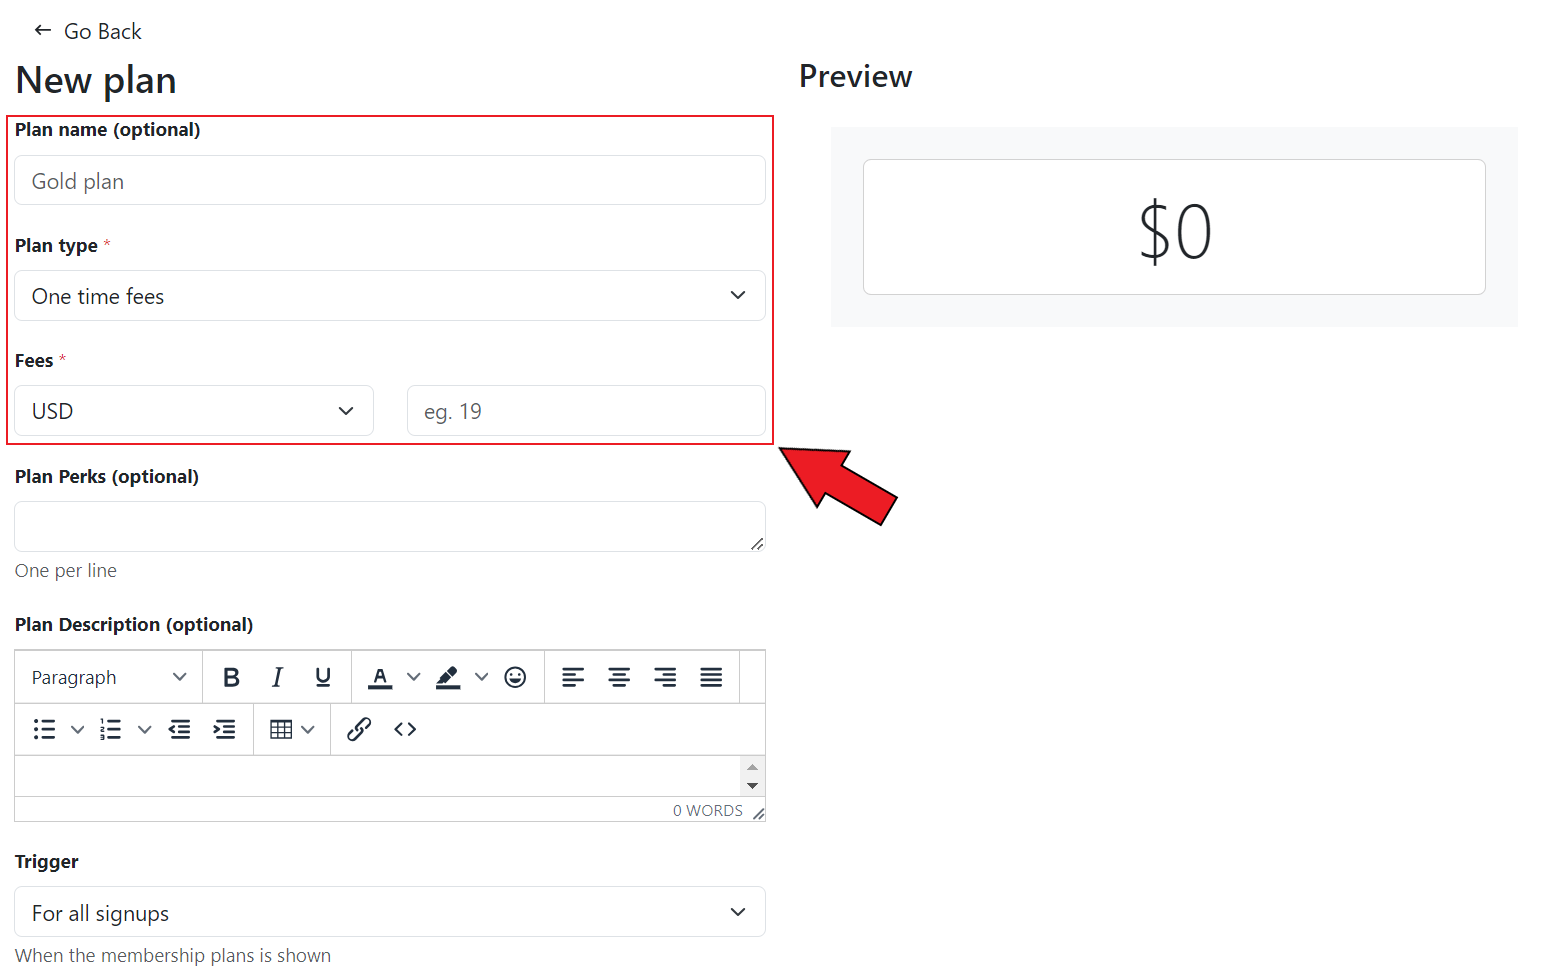 Go Back
New plan
Plan name (optional)
Gold plan
Plan type *
One time fees
Fees *
USD
eg. 19
Plan Perks (optional)
One per line
Plan Description (optional)
Paragraph
B I U A
0 WORDS
Trigger
For all signups
When the membership plans is shown
Preview
$0